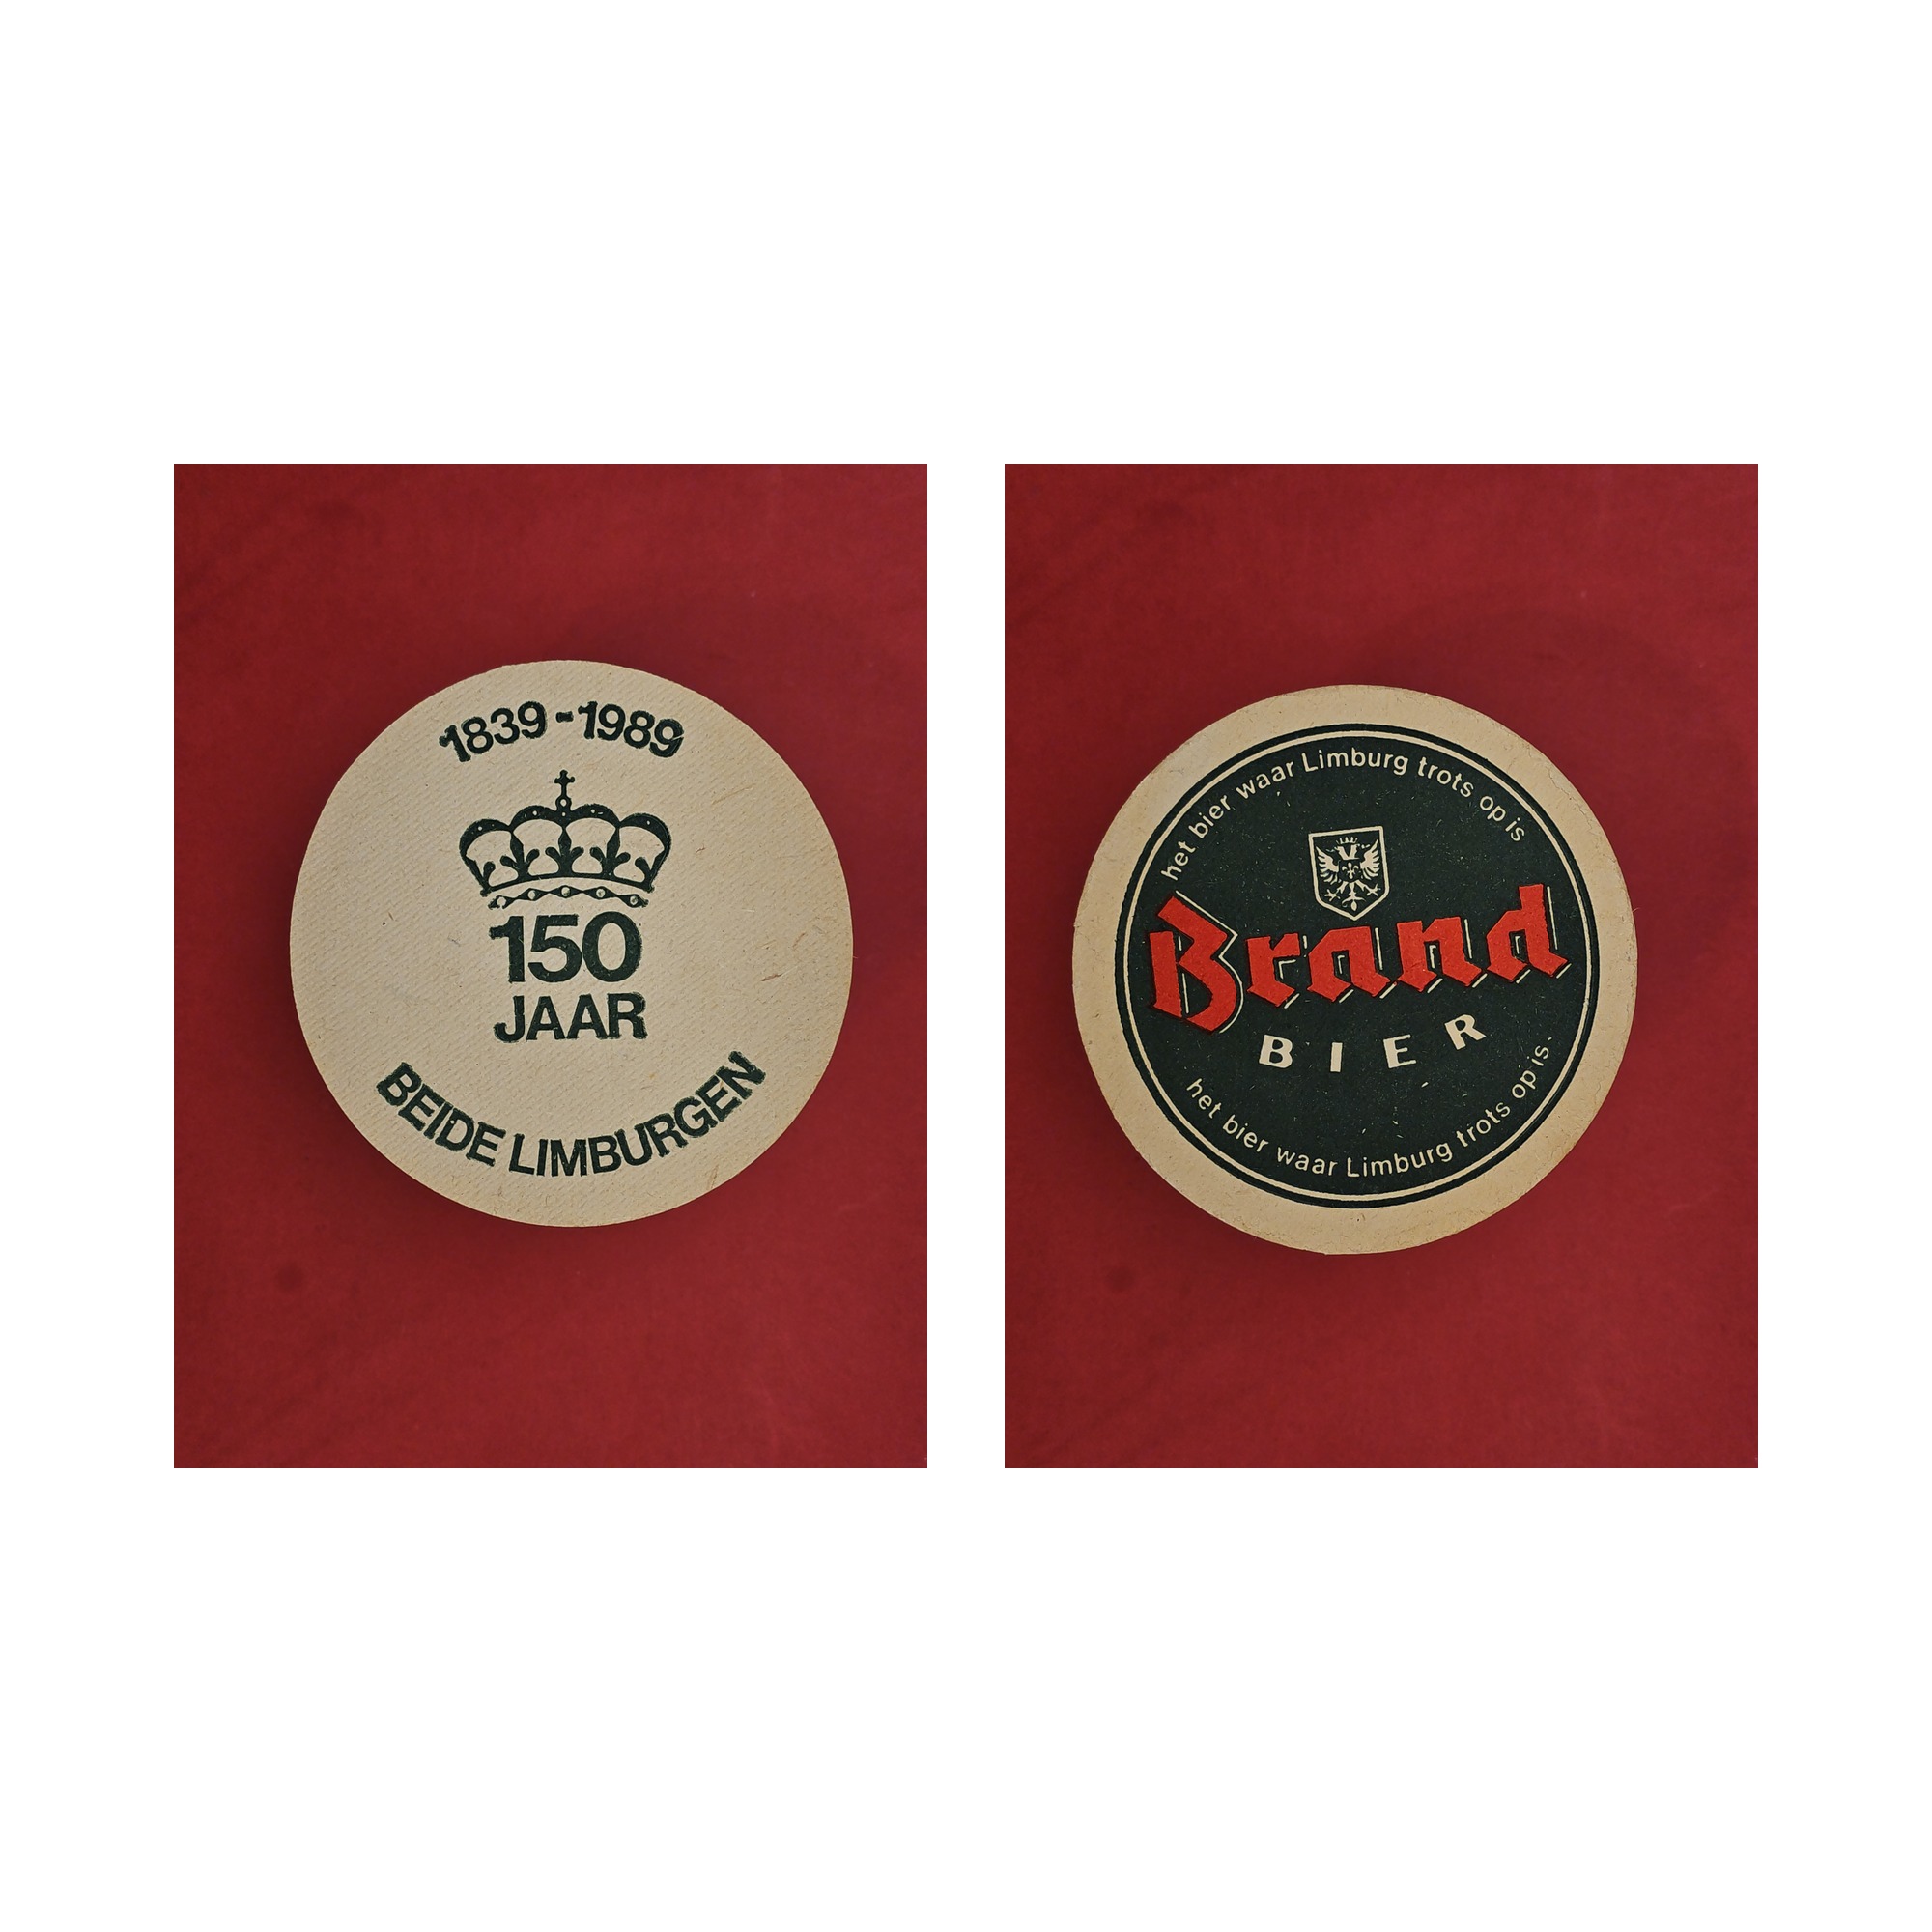 1839-1989
150
JAAR
BEIDE LIMBURGEN
het bier waar Limburg trots op is
Brand
BIER
het bier waar Limburg trots op is